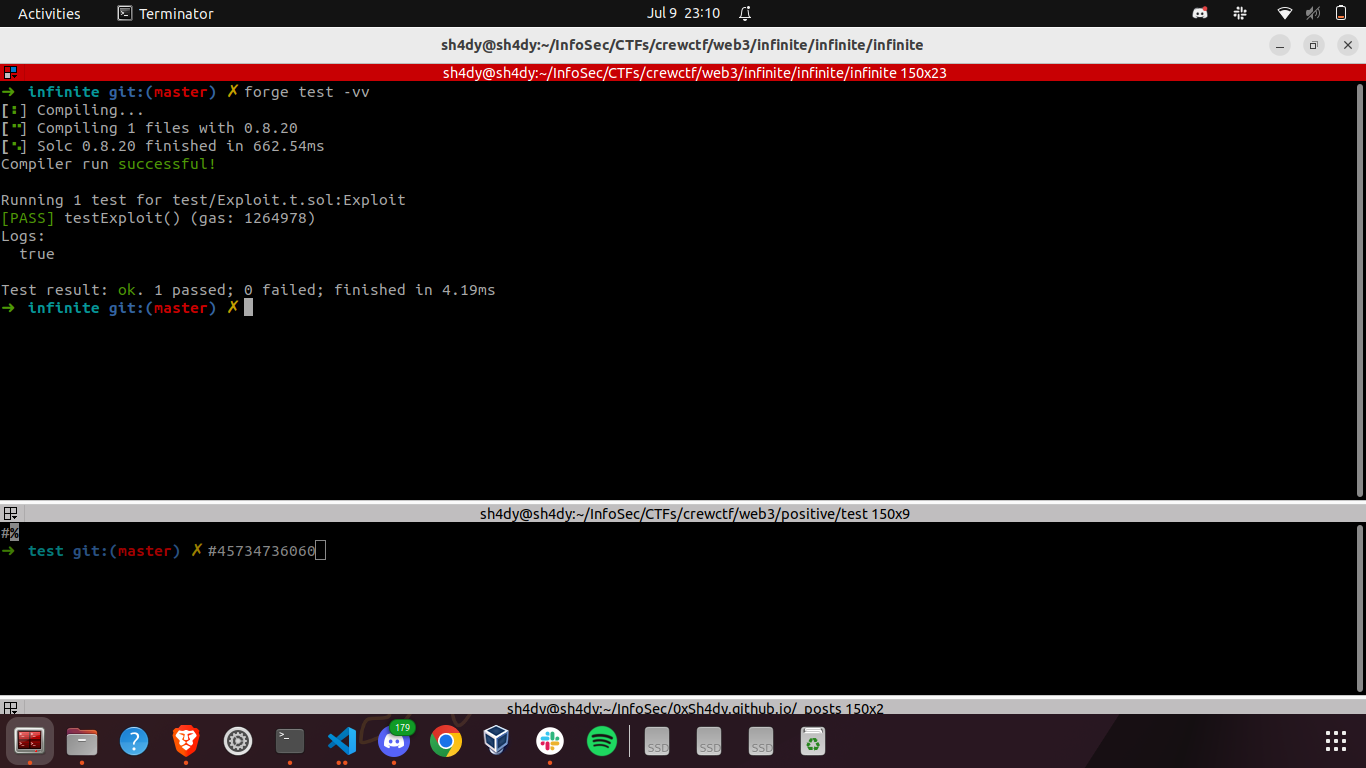 Activities Terminator Jul 9 23:10
sh4dy@sh4dy:~/InfoSec/CTFs/crewctf/web3/infinite/infinite/infinite
sh4dy@sh4dy:~/InfoSec/CTFs/crewctf/web3/infinite/infinite/infinite 150x23
➜ infinite git:(master) ✗ forge test -vv
[⠆] Compiling...
[⠉] Compiling 1 files with 0.8.20
[⠑] Solc 0.8.20 finished in 662.54ms
Compiler run successful!
Running 1 test for test/Exploit.t.sol:Exploit
[PASS] testExploit() (gas: 1264978)
Logs:
true
Test result: ok. 1 passed; 0 failed; finished in 4.19ms
➜ infinite git:(master) ✗
sh4dy@sh4dy:~/InfoSec/CTFs/crewctf/web3/positive/test 150x9
#%
➜ test git:(master) ✗ #45734736060
sh4dy@sh4dy:~/InfoSec/0xSh4dy.github.io/_posts 150x2
179
SSD SSD SSD